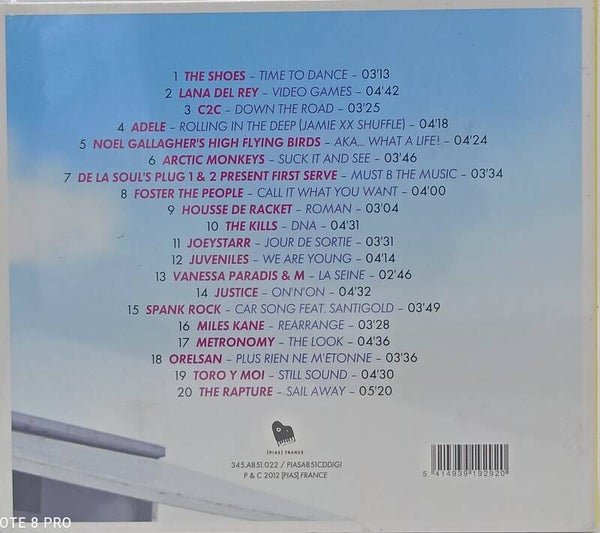 1 THE SHOES – TIME TO DANCE – 03'13
2 LANA DEL REY – VIDEO GAMES – 04'42
3 C2C – DOWN THE ROAD – 03'25
4 ADELE – ROLLING IN THE DEEP (JAMIE XX SHUFFLE) – 04'18
5 NOEL GALLAGHER'S HIGH FLYING BIRDS – AKA... WHAT A LIFE! – 04'24
6 ARCTIC MONKEYS – SUCK IT AND SEE – 03'46
7 DE LA SOUL'S PLUG 1 & 2 PRESENT FIRST SERVE – MUST B THE MUSIC – 03'34
8 FOSTER THE PEOPLE – CALL IT WHAT YOU WANT – 04'00
9 HOUSSE DE RACKET – ROMAN – 03'04
10 THE KILLS – DNA – 04'31
11 JOEYSTARR – JOUR DE SORTIE – 03'31
12 JUVENILES – WE ARE YOUNG – 04'14
13 VANESSA PARADIS & M – LA SEINE – 02'46
14 JUSTICE – ON'N'ON – 04'32
15 SPANK ROCK – CAR SONG FEAT. SANTIGOLD – 03'49
16 MILES KANE – REARRANGE – 03'28
17 METRONOMY – THE LOOK – 04'36
18 ORELSAN – PLUS RIEN NE M'ETONNE – 03'36
19 TORO Y MOI – STILL SOUND – 04'30
20 THE RAPTURE – SAIL AWAY – 05'20
[PIAS] FRANCE
345.A851.022 / PIASA851CDDIGI
P & C 2012 [PIAS] FRANCE
5 414939 192920
OTE 8 PRO